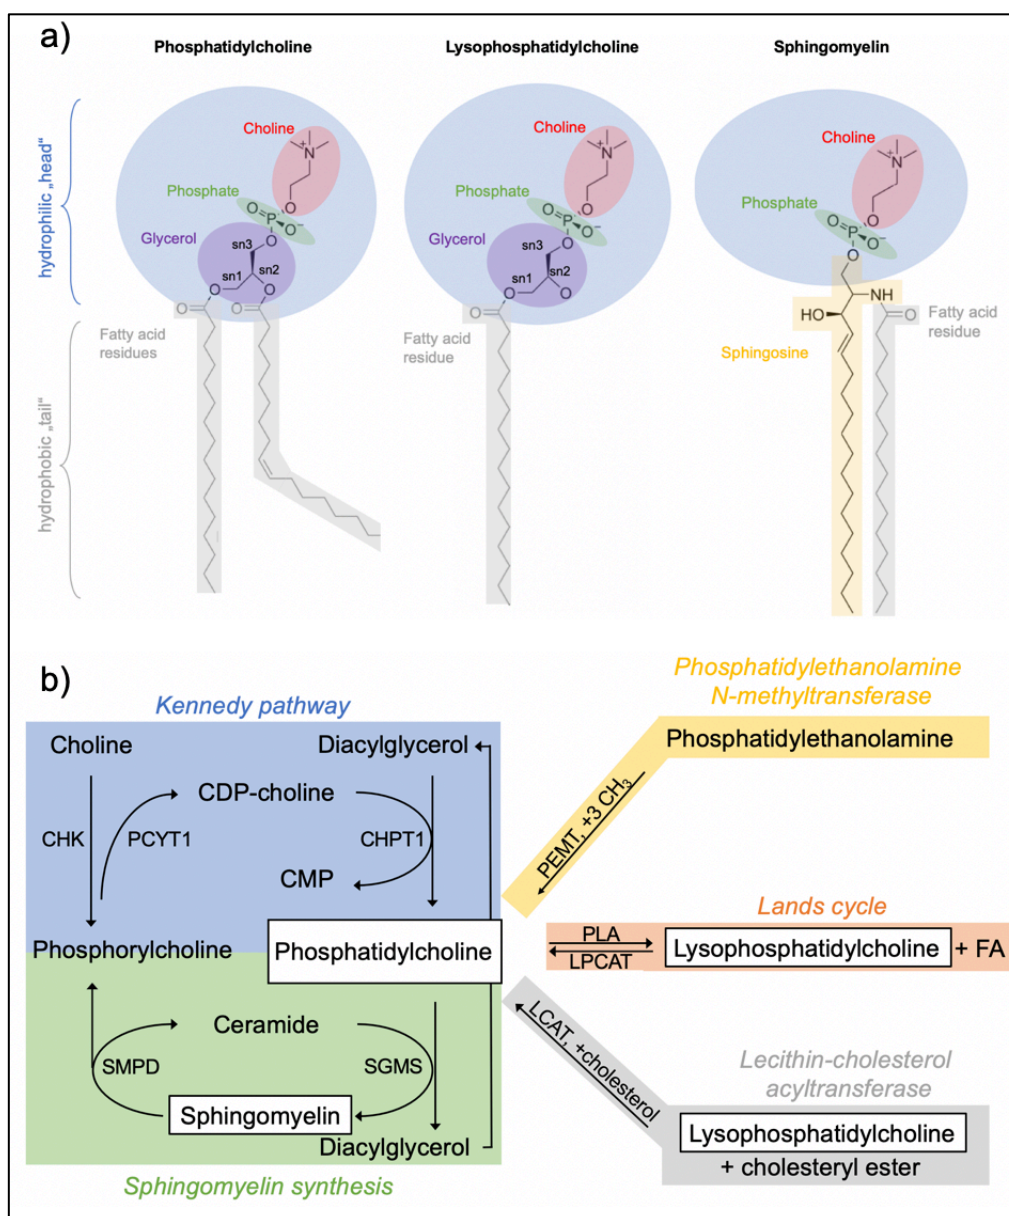 a)
Phosphatidylcholine
Lysophosphatidylcholine
Sphingomyelin
hydrophilic „head"
hydrophobic „tail"
Choline
N+
Phosphate
O
O=P
O
O−
Glycerol
sn3
sn1
sn2
O
O
O
O
Fatty acid
residues
Choline
N+
Phosphate
O
O=P
O
O−
Glycerol
sn3
sn1
sn2
O
O
O
Fatty acid
residue
Choline
N+
Phosphate
O
O=P
O
O−
NH
HO
O
Fatty acid
residue
Sphingosine
b)
Kennedy pathway
Choline
Diacylglycerol
CDP-choline
CHK
PCYT1
CHPT1
CMP
Phosphorylcholine
Phosphatidylcholine
Ceramide
SMPD
SGMS
Sphingomyelin
Diacylglycerol
Sphingomyelin synthesis
Phosphatidylethanolamine
N-methyltransferase
Phosphatidylethanolamine
PEMT, +3 CH₃
Lands cycle
PLA
LPCAT
Lysophosphatidylcholine + FA
LCAT, +cholesterol
Lecithin-cholesterol
acyltransferase
Lysophosphatidylcholine
+ cholesteryl ester